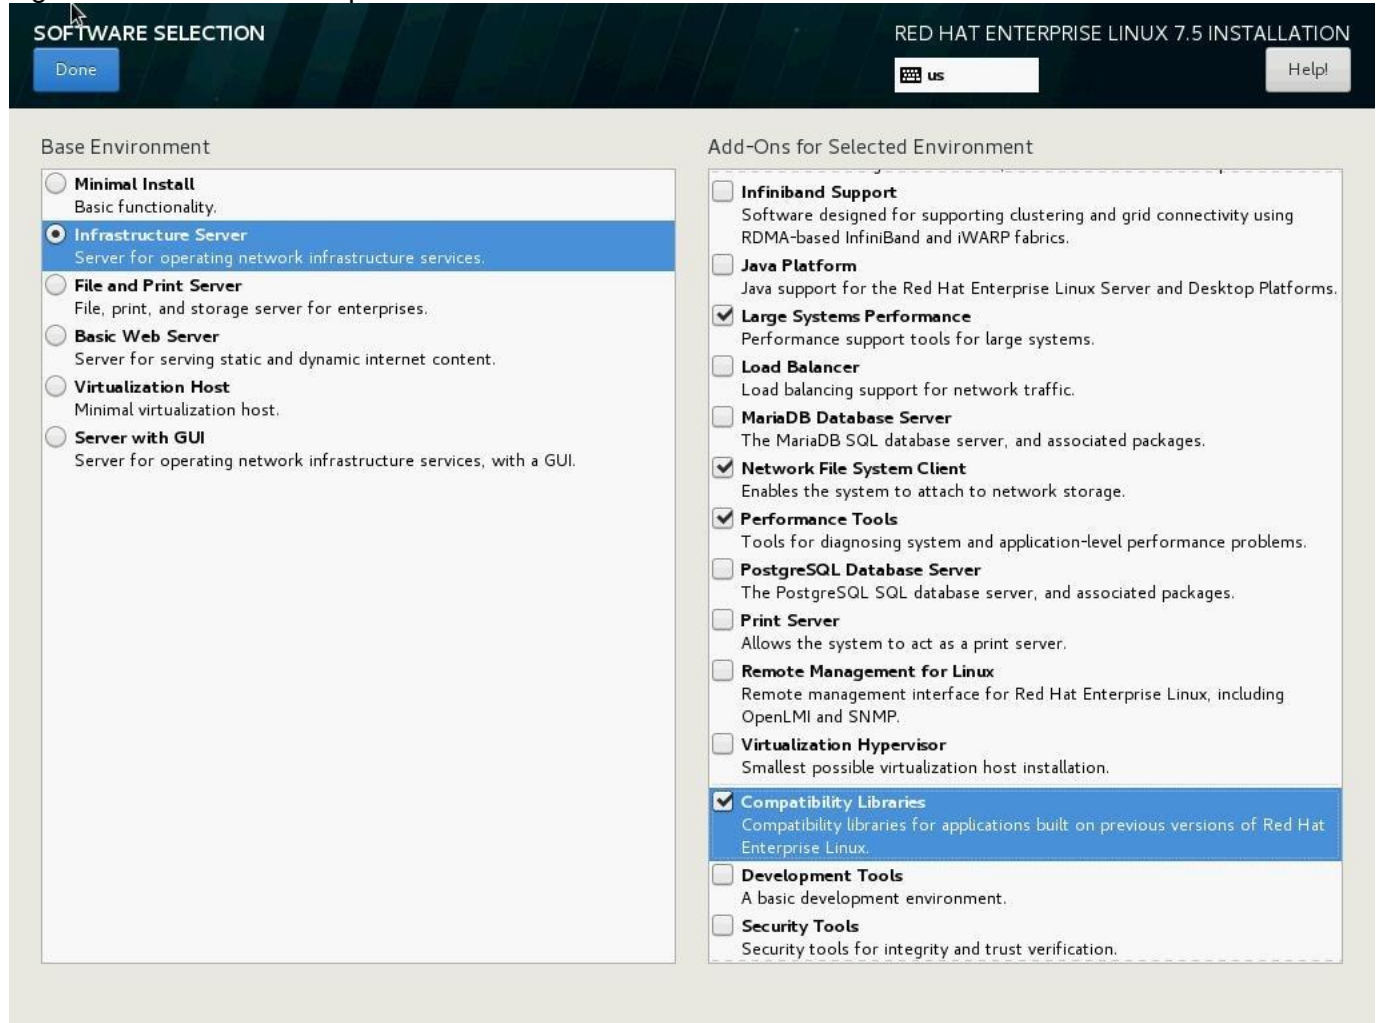 SOFTWARE SELECTION
RED HAT ENTERPRISE LINUX 7.5 INSTALLATION
Done
us
Help!
Base Environment
Minimal Install
Basic functionality.
Infrastructure Server
Server for operating network infrastructure services.
File and Print Server
File, print, and storage server for enterprises.
Basic Web Server
Server for serving static and dynamic internet content.
Virtualization Host
Minimal virtualization host.
Server with GUI
Server for operating network infrastructure services, with a GUI.
Add-Ons for Selected Environment
Infiniband Support
Software designed for supporting clustering and grid connectivity using
RDMA-based InfiniBand and iWARP fabrics.
Java Platform
Java support for the Red Hat Enterprise Linux Server and Desktop Platforms.
Large Systems Performance
Performance support tools for large systems.
Load Balancer
Load balancing support for network traffic.
MariaDB Database Server
The MariaDB SQL database server, and associated packages.
Network File System Client
Enables the system to attach to network storage.
Performance Tools
Tools for diagnosing system and application-level performance problems.
PostgreSQL Database Server
The PostgreSQL SQL database server, and associated packages.
Print Server
Allows the system to act as a print server.
Remote Management for Linux
Remote management interface for Red Hat Enterprise Linux, including
OpenLMI and SNMP.
Virtualization Hypervisor
Smallest possible virtualization host installation.
Compatibility Libraries
Compatibility libraries for applications built on previous versions of Red Hat
Enterprise Linux.
Development Tools
A basic development environment.
Security Tools
Security tools for integrity and trust verification.